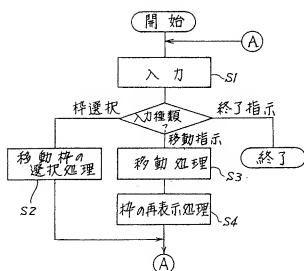 開始
A
入力
S1
枠選択
入力種類
?
終了指示
移動指示
移動枠の
選択処理
S2
移動処理
S3
終了
枠の再表示処理
S4
A